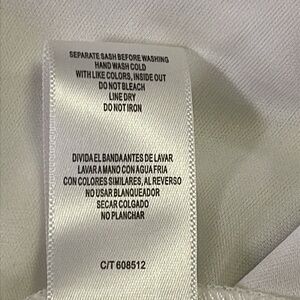 SEPARATE SASH BEFORE WASHING
HAND WASH COLD
WITH LIKE COLORS, INSIDE OUT
DO NOT BLEACH
LINE DRY
DO NOT IRON
DIVIDA EL BANDA ANTES DE LAVAR
LAVAR A MANO CON AGUA FRIA
CON COLORES SIMILARES, AL REVERSO
NO USAR BLANQUEADOR
SECAR COLGADO
NO PLANCHAR
C/T 608512